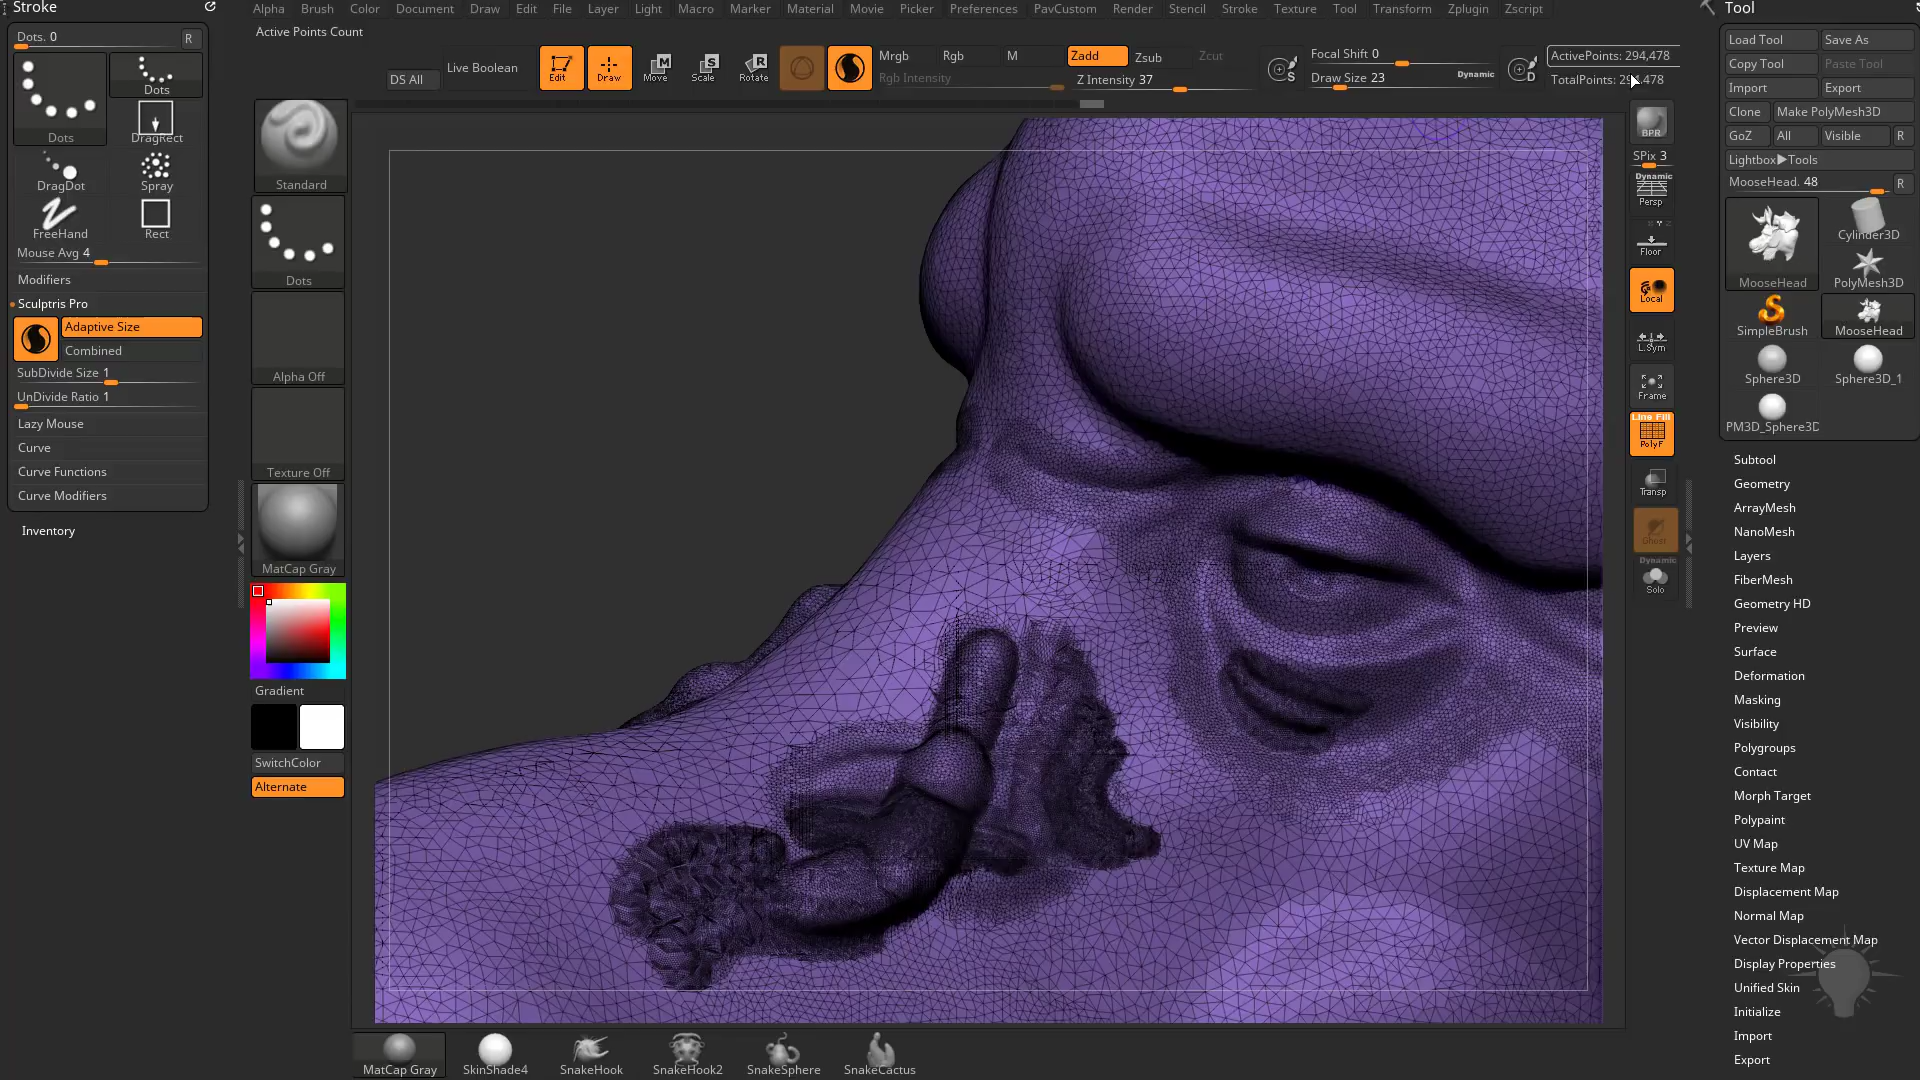 Stroke
Alpha Brush Color Document Draw Edit File Layer Light Macro Marker Material Movie Picker Preferences PavCustom Render Stencil Stroke Texture Tool Transform Zplugin Zscript
Tool
Active Points Count
Dots. 0
R
Dots
Dots
DragRect
DragDot
Spray
FreeHand
Rect
Mouse Avg 4
Modifiers
Sculptris Pro
Adaptive Size
Combined
SubDivide Size 1
UnDivide Ratio 1
Lazy Mouse
Curve
Curve Functions
Curve Modifiers
Inventory
DS All
Live Boolean
Edit
Draw
Move
Scale
Rotate
M
S
R
Mrgb
Rgb
M
Rgb Intensity
Zadd
Zsub
Zcut
Z Intensity 37
S
Focal Shift 0
Draw Size 23
Dynamic
D
ActivePoints: 294,478
Standard
Dots
Alpha Off
Texture Off
MatCap Gray
Gradient
SwitchColor
Alternate
BPR
SPix 3
Dynamic
Persp
Floor
Local
L.Sym
Frame
Line Fill
PolyF
Transp
Ghost
Dynamic
Solo
Load Tool
Save As
Copy Tool
Paste Tool
Import
Export
Clone
Make PolyMesh3D
GoZ
All
Visible
R
Lightbox▶Tools
MooseHead. 48
R
MooseHead
Cylinder3D
PolyMesh3D
SimpleBrush
MooseHead
Sphere3D
Sphere3D_1
PM3D_Sphere3D
Subtool
Geometry
ArrayMesh
NanoMesh
Layers
FiberMesh
Geometry HD
Preview
Surface
Deformation
Masking
Visibility
Polygroups
Contact
Morph Target
Polypaint
UV Map
Texture Map
Displacement Map
Normal Map
Vector Displacement Map
Display Properties
Unified Skin
Initialize
Import
Export
MatCap Gray
SkinShade4
SnakeHook
SnakeHook2
SnakeSphere
SnakeCactus